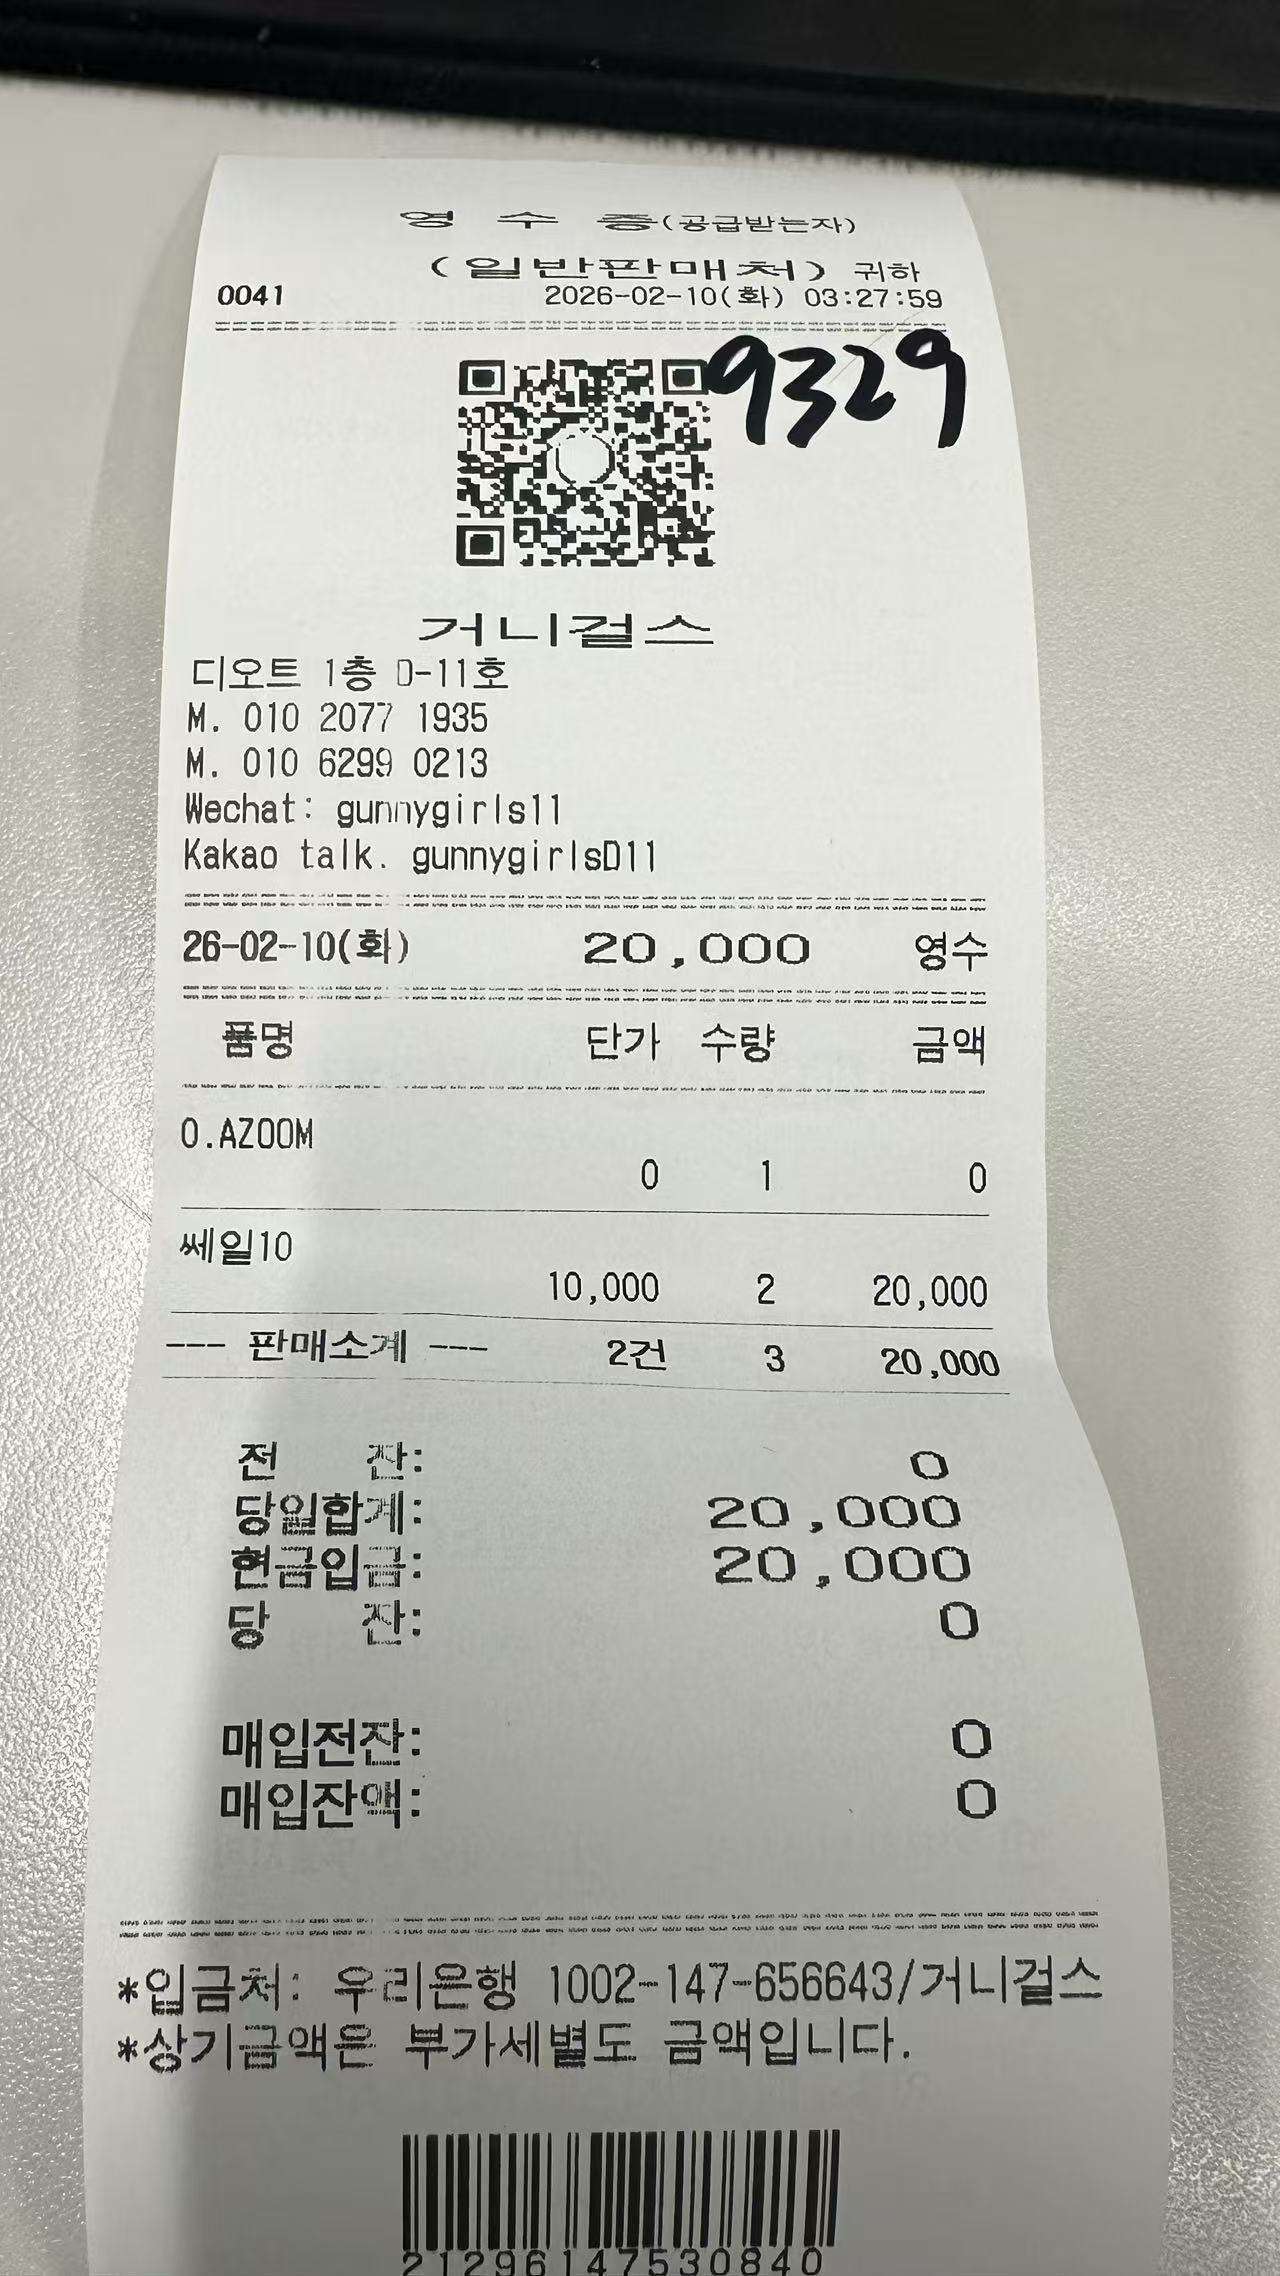 영 수 증(공급받는자)
(일반판매처) 귀하
0041 2026-02-10(화) 03:27:59
9329
거니걸스
디오트 1층 D-11호
M. 010 2077 1935
M. 010 6299 0213
Wechat: gunnygirls11
Kakao talk. gunnygirlsD11
26-02-10(화) 20,000 영수
품명 단가 수량 금액
0.AZOOM
0 1 0
쎄일10
10,000 2 20,000
--- 판매소계 --- 2건 3 20,000
전 잔: 0
당일합계: 20,000
현금입금: 20,000
당 잔: 0
매입전잔: 0
매입잔액: 0
*입금처: 우리은행 1002-147-656643/거니걸스
*상기금액은 부가세별도 금액입니다.
21296147530840